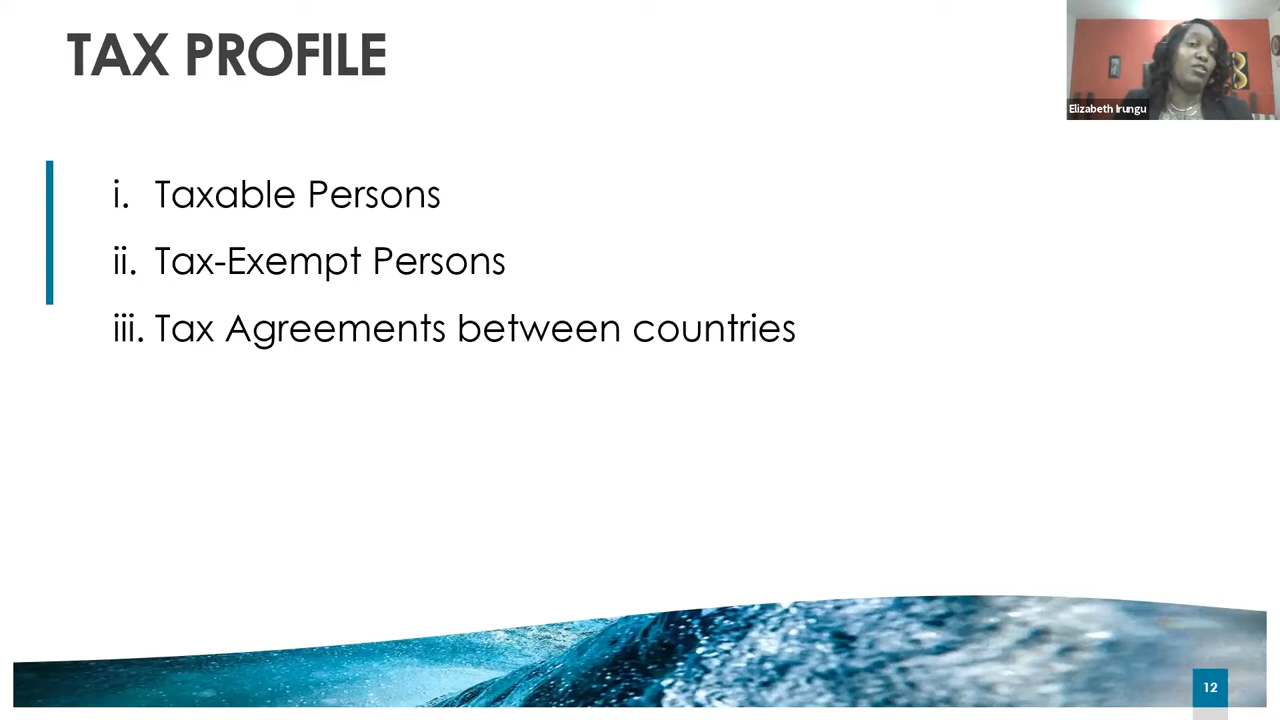 TAX PROFILE
Elizabeth Irungu
i. Taxable Persons
ii. Tax-Exempt Persons
iii. Tax Agreements between countries
12